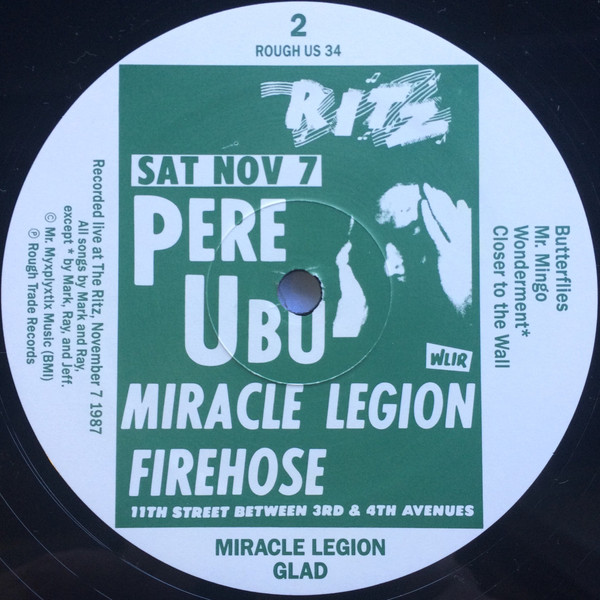 2
ROUGH US 34
RITZ
SAT NOV 7
PERE
UBU
WLIR
MIRACLE LEGION
FIREHOSE
11TH STREET BETWEEN 3RD & 4TH AVENUES
Butterflies
Mr. Mingo
Wonderment*
Closer to the Wall
Recorded live at The Ritz, November 7 1987
All songs by Mark and Ray,
except * by Mark, Ray, and Jeff.
© Mr. Myxplyxtlx Music (BMI)
℗ Rough Trade Records
MIRACLE LEGION
GLAD